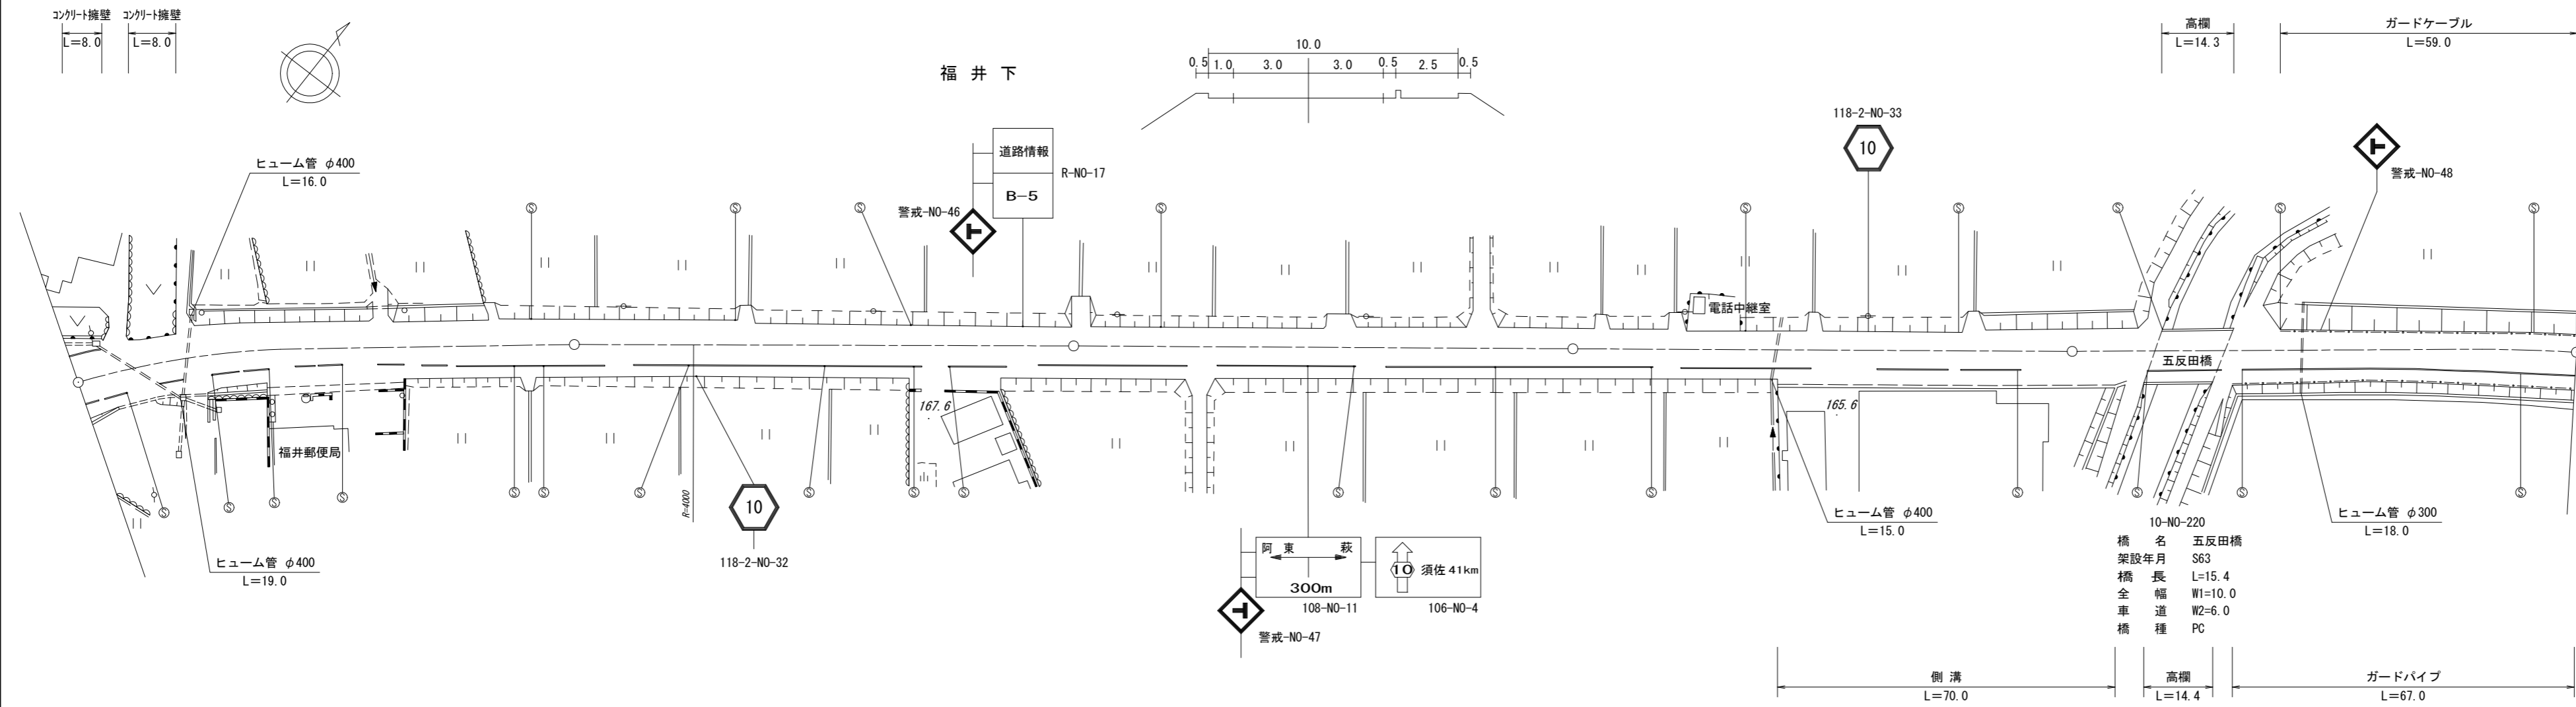 コンクリート擁壁
L=8.0
コンクリート擁壁
L=8.0
福井下
10.0
0.5 1.0 3.0 3.0 0.5 2.5 0.5
高欄
L=14.3
ガードケーブル
L=59.0
118-2-NO-33
10
道路情報
B-5
R-NO-17
警戒-NO-46
警戒-NO-48
ヒューム管 φ400
L=16.0
Ⓢ Ⓢ Ⓢ Ⓢ Ⓢ Ⓢ Ⓢ Ⓢ Ⓢ
電話中継室
五反田橋
167.6
165.6
福井郵便局
R=4000
Ⓢ Ⓢ Ⓢ Ⓢ Ⓢ Ⓢ Ⓢ Ⓢ Ⓢ Ⓢ Ⓢ Ⓢ Ⓢ Ⓢ Ⓢ Ⓢ Ⓢ
10
118-2-NO-32
ヒューム管 φ400
L=19.0
阿東 萩
300m
108-NO-11
10 須佐 41km
106-NO-4
警戒-NO-47
ヒューム管 φ400
L=15.0
ヒューム管 φ300
L=18.0
10-NO-220
橋名 五反田橋
架設年月 S63
橋長 L=15.4
全幅 W1=10.0
車道 W2=6.0
橋種 PC
側溝
L=70.0
高欄
L=14.4
ガードパイプ
L=67.0